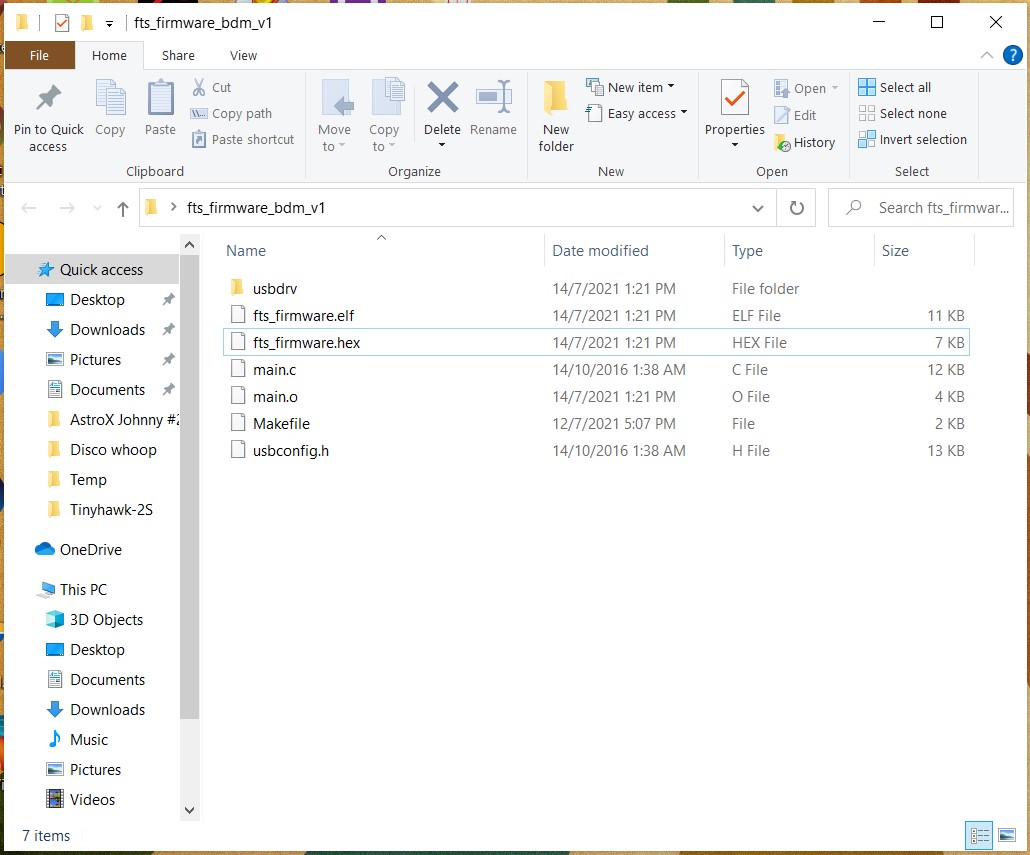 fts_firmware_bdm_v1
File Home Share View
Pin to Quick access
Copy
Paste
Cut
Copy path
Paste shortcut
Clipboard
Move to
Copy to
Delete
Rename
Organize
New folder
New item
Easy access
New
Properties
Open
Edit
History
Open
Select all
Select none
Invert selection
Select
fts_firmware_bdm_v1
Search fts_firmwar...
Quick access
Desktop
Downloads
Pictures
Documents
AstroX Johnny #2
Disco whoop
Temp
Tinyhawk-2S
OneDrive
This PC
3D Objects
Desktop
Documents
Downloads
Music
Pictures
Videos
Name Date modified Type Size
usbdrv 14/7/2021 1:21 PM File folder
fts_firmware.elf 14/7/2021 1:21 PM ELF File 11 KB
fts_firmware.hex 14/7/2021 1:21 PM HEX File 7 KB
main.c 14/10/2016 1:38 AM C File 12 KB
main.o 14/7/2021 1:21 PM O File 4 KB
Makefile 12/7/2021 5:07 PM File 2 KB
usbconfig.h 14/10/2016 1:38 AM H File 13 KB
7 items